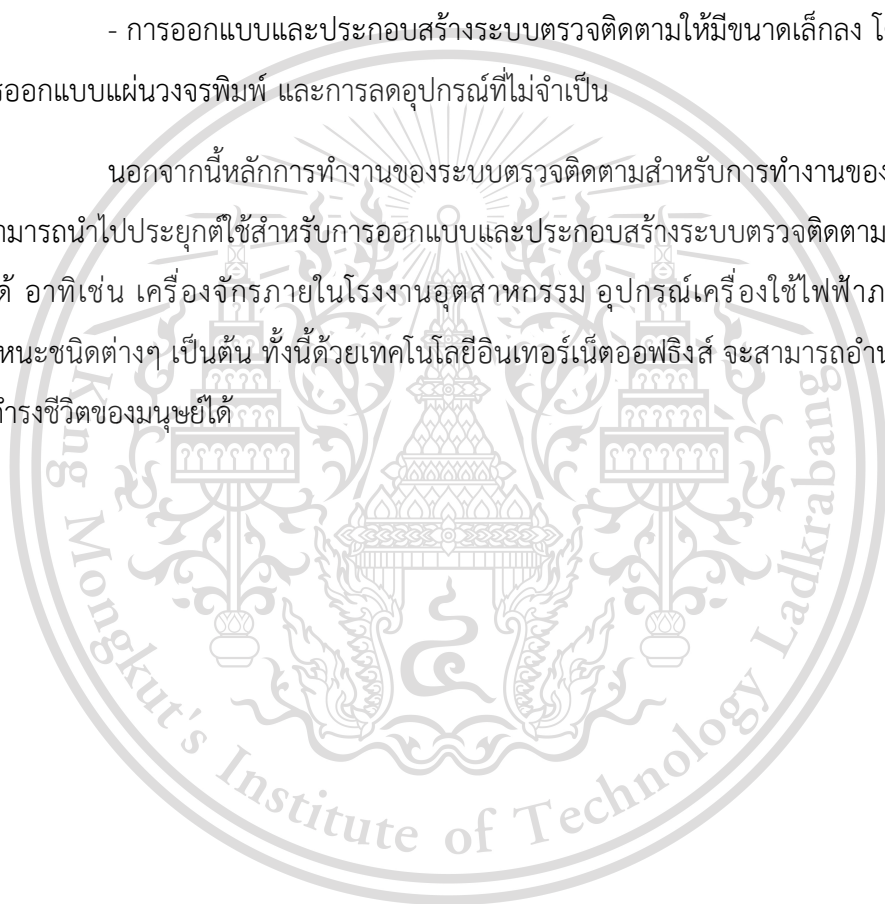 - การออกแบบและประกอบสร้างระบบตรวจติดตามให้มีขนาดเล็กลง
ออกแบบแผ่นวงจรพิมพ์ และการลดอุปกรณ์ที่ไม่จำเป็น
นอกจากนี้หลักการทำงานของระบบตรวจติดตามสำหรับการทำงานของ
ามารถนำไปประยุกต์ใช้สำหรับการออกแบบและประกอบสร้างระบบตรวจติดตาม
ด้ อาทิเช่น เครื่องจักรภายในโรงงานอุตสาหกรรม อุปกรณ์เครื่องใช้ไฟฟ้าภ
หนะชนิดต่างๆ เป็นต้น ทั้งนี้ด้วยเทคโนโลยีอินเทอร์เน็ตออฟธิงส์ จะสามารถอำน
ดำรงชีวิตของมนุษย์ได้
King Mongkut's Institute of Technology Ladkrabang